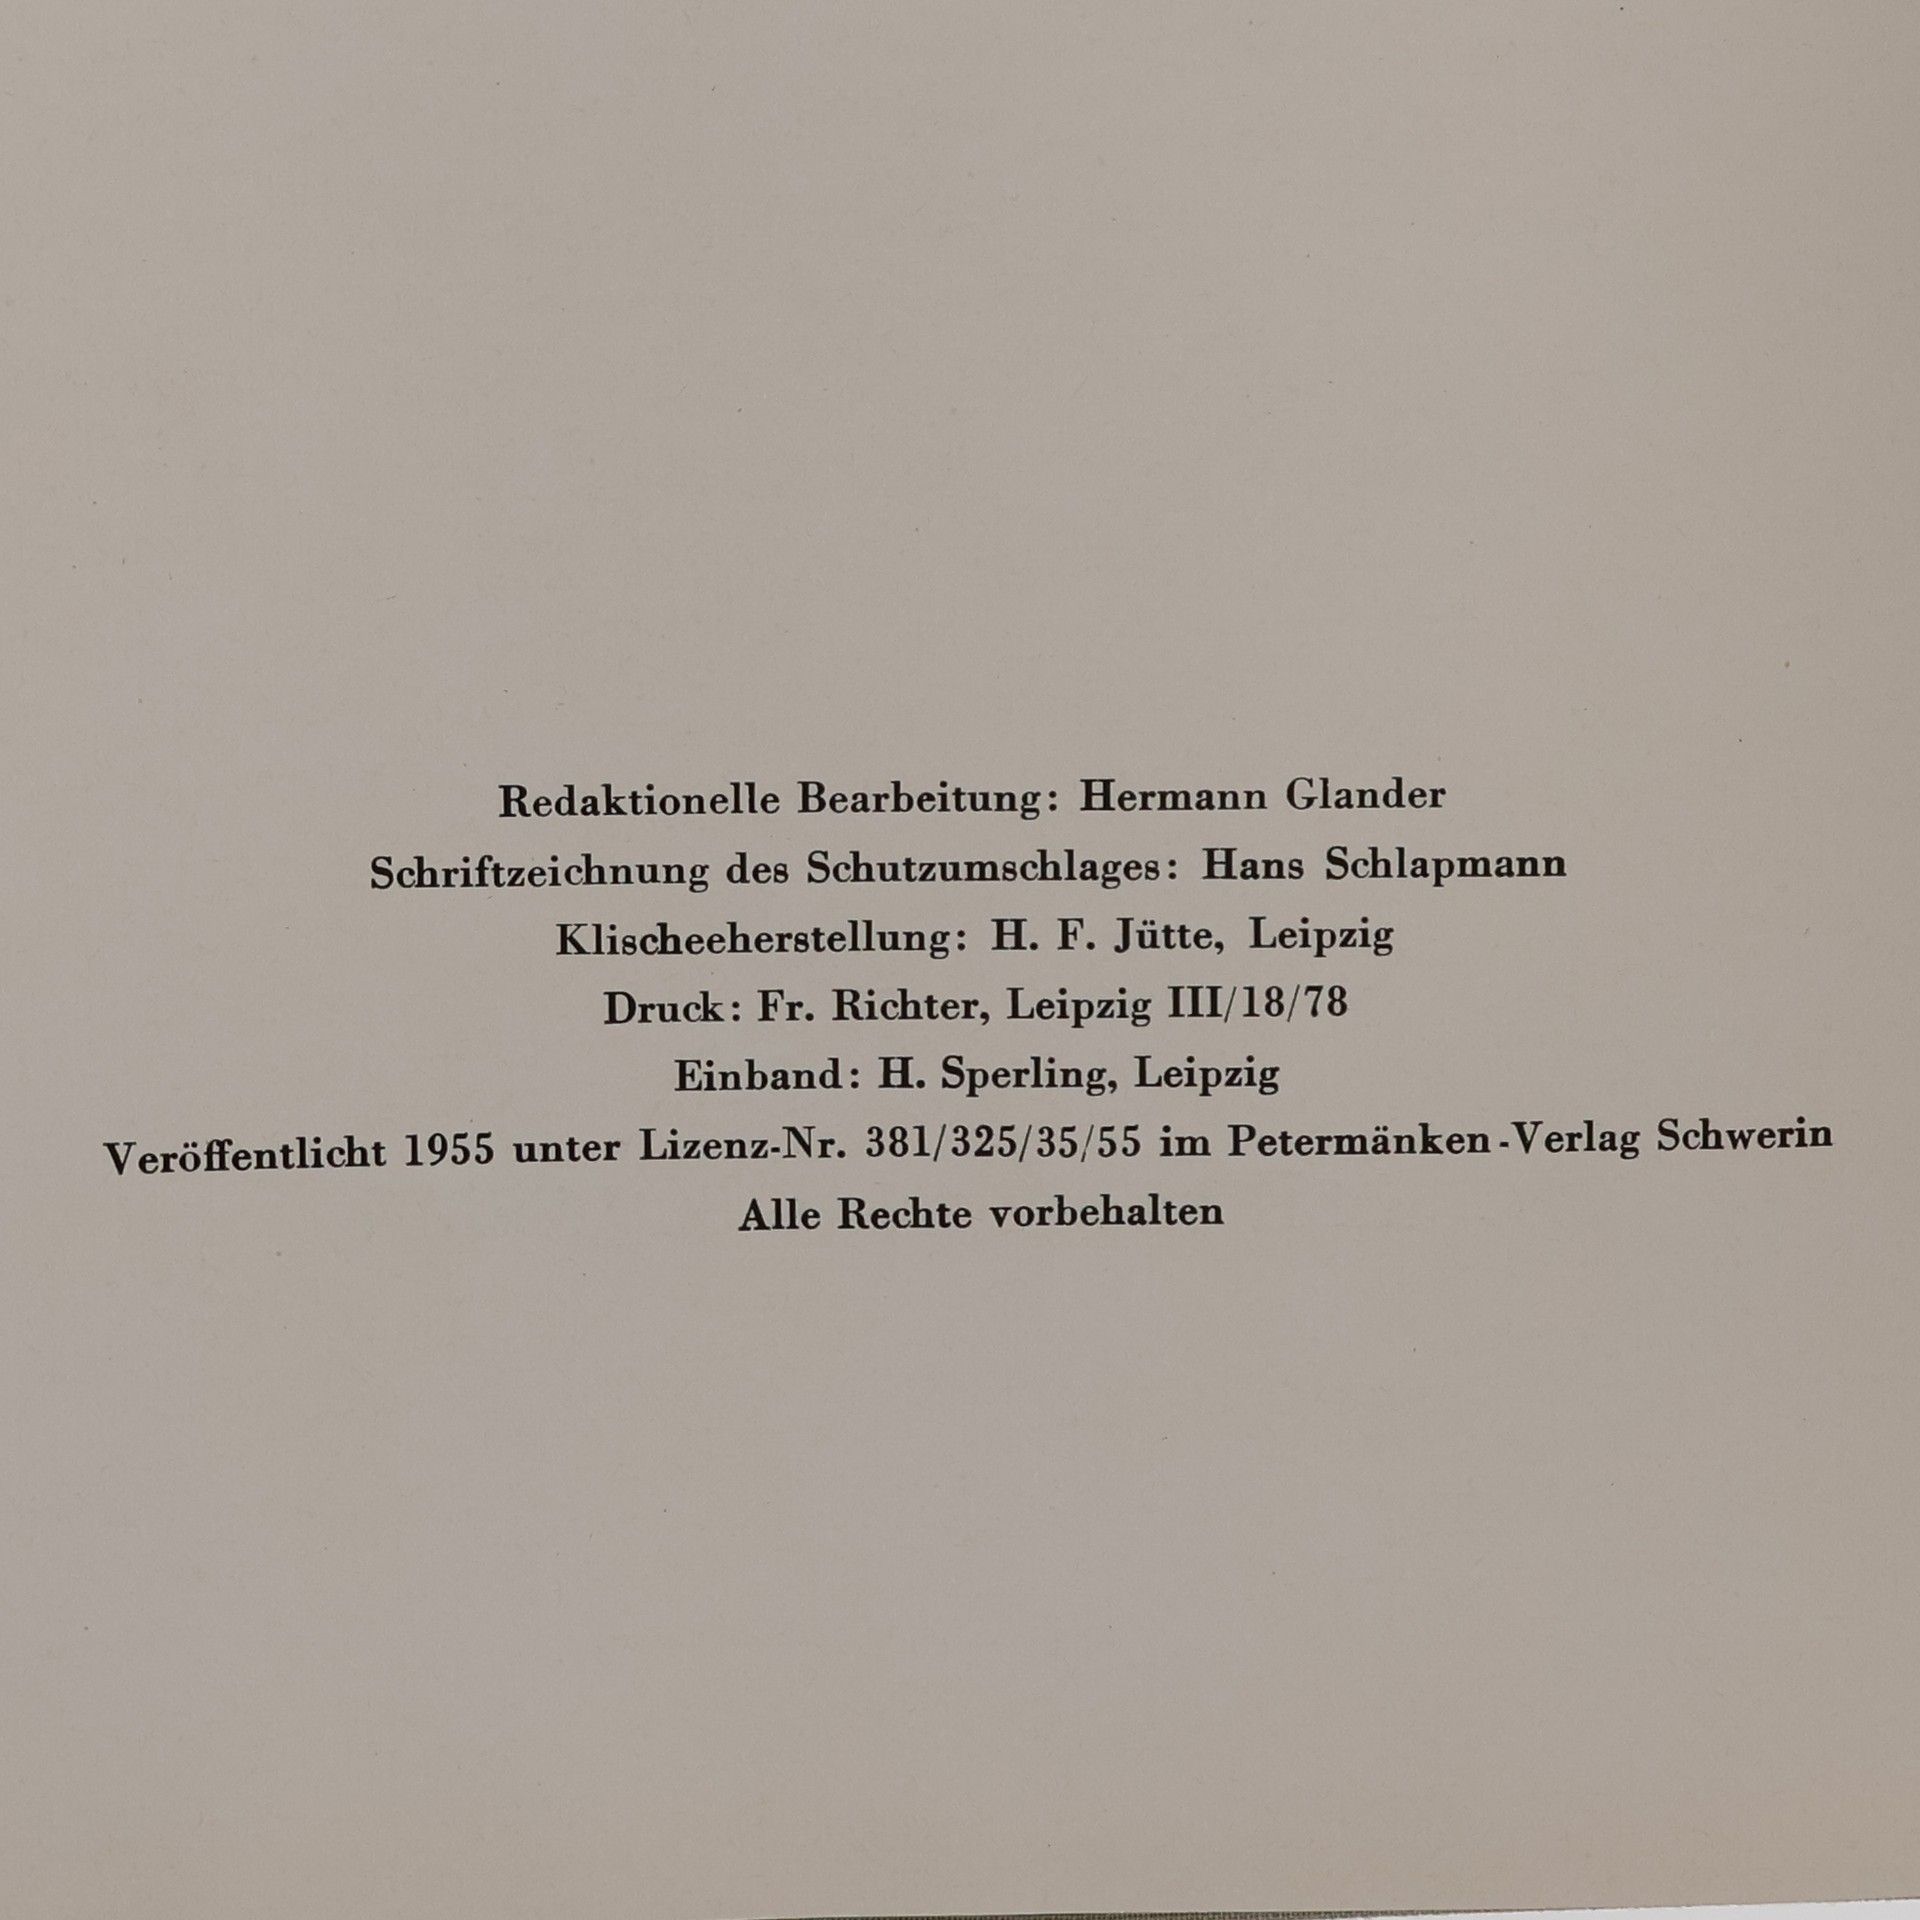 Redaktionelle Bearbeitung: Hermann Glander
Schriftzeichnung des Schutzumschlages: Hans Schlapmann
Klischeeherstellung: H. F. Jütte, Leipzig
Druck: Fr. Richter, Leipzig III/18/78
Einband: H. Sperling, Leipzig
Veröffentlicht 1955 unter Lizenz-Nr. 381/325/35/55 im Petermänken-Verlag Schwerin
Alle Rechte vorbehalten